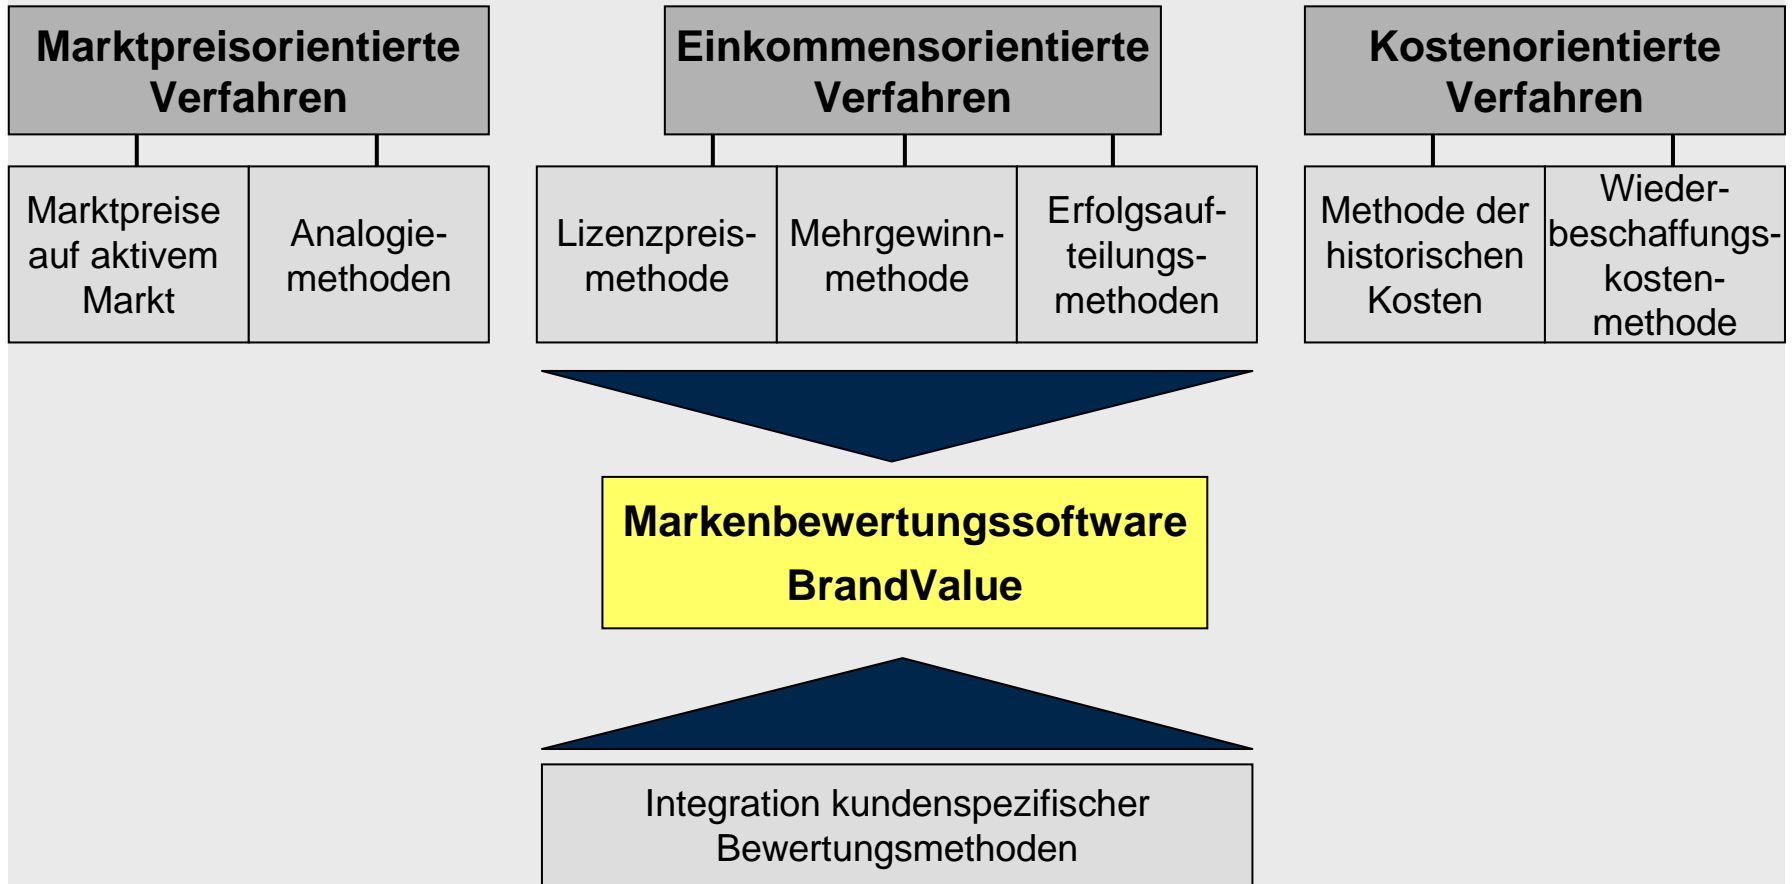 Marktpreisorientierte
Verfahren
Einkommensorientierte
Verfahren
Kostenorientierte
Verfahren
Marktpreise
auf aktivem
Markt
Analogie-
methoden
Lizenzpreis-
methode
Mehrgewinn-
methode
Erfolgsauf-
teilungs-
methoden
Methode der
historischen
Kosten
Wieder-
beschaffungs-
kosten-
methode
Markenbewertungssoftware
BrandValue
Integration kundenspezifischer
Bewertungsmethoden